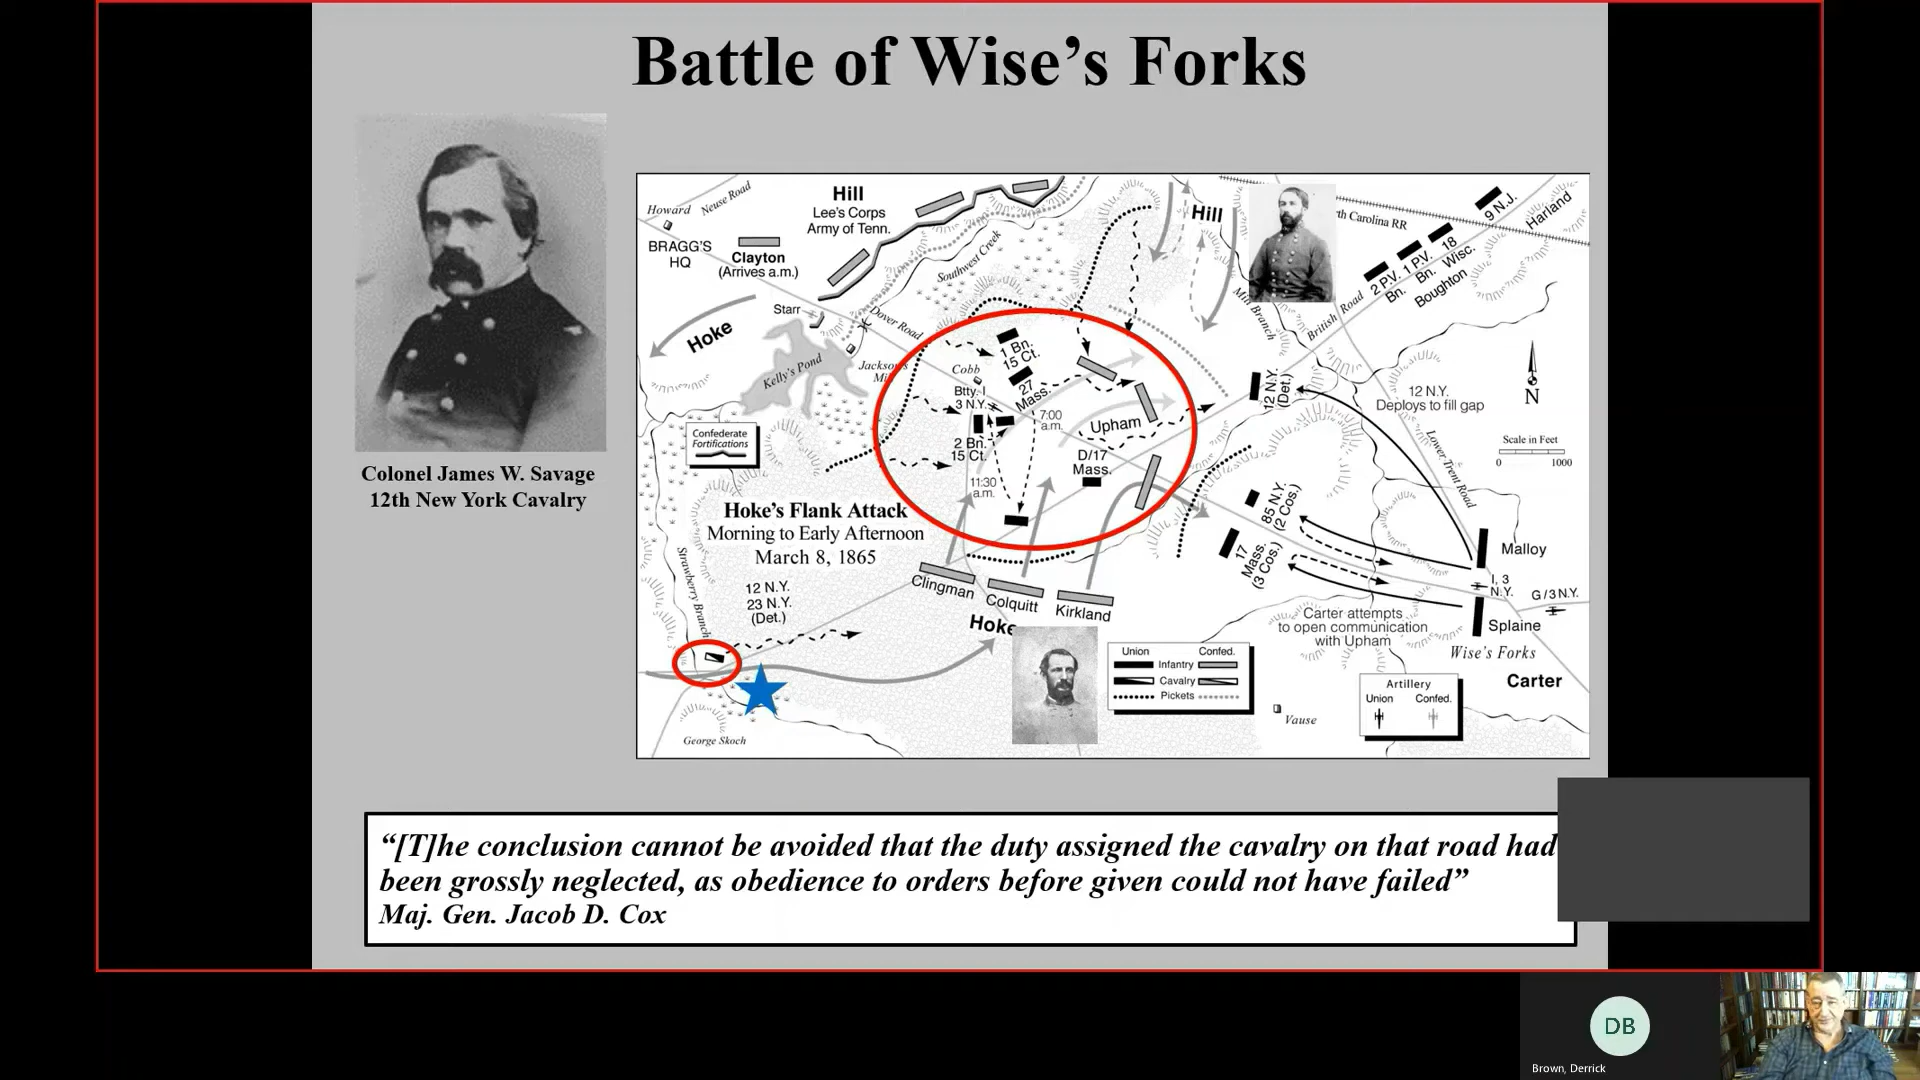 Battle of Wise’s Forks
Colonel James W. Savage
12th New York Cavalry
Howard
Neuse Road
BRAGG'S
HQ
Hill
Lee's Corps
Army of Tenn.
Clayton
(Arrives a.m.)
Hoke
Starr
Southwest Creek
Dover Road
Kelly's Pond
Jackson's
Mi
Hill
th Carolina RR
9 N.J.
Harland
2 P.V. 1 P.V. 18
Bn. Bn. Wisc.
Boughton
British Road
Mill Branch
Confederate
Fortifications
Cobb
1 Bn.
15 Ct.
27
Mass.
Btty. I
3 N.Y.
7:00
a.m.
2 Bn.
15 Ct.
Upham
D/17
Mass.
11:30
a.m.
12 N.Y.
(Det.)
12 N.Y.
Deploys to fill gap
N
Scale in Feet
0 1000
Lower Trent Road
85 N.Y.
(2 Cos.)
17
Mass.
(3 Cos.)
Malloy
I, 3
N.Y.
G/3 N.Y.
Splaine
Wise's Forks
Carter
Carter attempts
to open communication
with Upham
Hoke's Flank Attack
Morning to Early Afternoon
March 8, 1865
Strawberry Branch
12 N.Y.
23 N.Y.
(Det.)
Clingman
Colquitt
Kirkland
Hoke
George Skoch
Union Confed.
Infantry
Cavalry
Pickets
Vause
Artillery
Union Confed.
“[T]he conclusion cannot be avoided that the duty assigned the cavalry on that road had
been grossly neglected, as obedience to orders before given could not have failed”
Maj. Gen. Jacob D. Cox
DB
Brown, Derrick